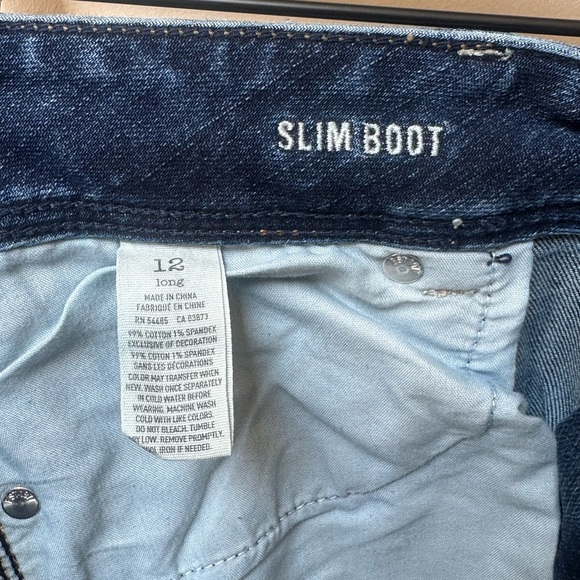 SLIM BOOT
12
long
MADE IN CHINA
FABRIQUÉ EN CHINE
RN 54485 CA 03873
99% COTTON 1% SPANDEX
EXCLUSIVE OF DECORATION
99% COTON 1% SPANDEX
SANS LES DÉCORATIONS
COLOR MAY TRANSFER WHEN
NEW. WASH ONCE SEPARATELY
IN COLD WATER BEFORE
WEARING. MACHINE WASH
COLD WITH LIKE COLORS.
DO NOT BLEACH. TUMBLE
DRY LOW. REMOVE PROMPTLY.
COOL IRON IF NEEDED.